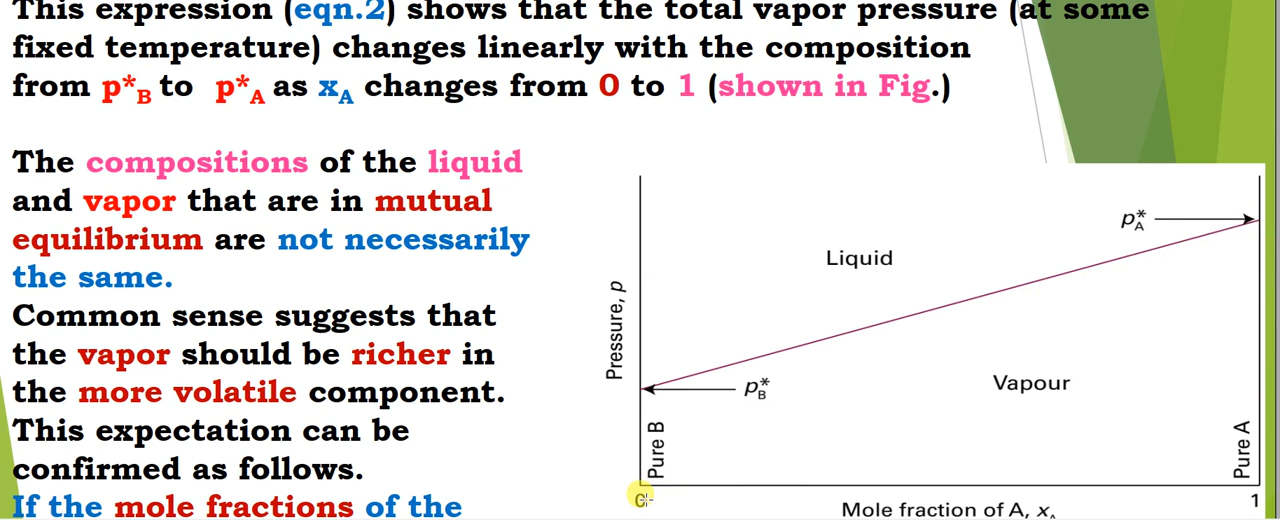 This expression (eqn.2) shows that the total vapor pressure (at some
fixed temperature) changes linearly with the composition
from p*B to p*A as xA changes from 0 to 1 (shown in Fig.)
The compositions of the liquid
and vapor that are in mutual
equilibrium are not necessarily
the same.
Common sense suggests that
the vapor should be richer in
the more volatile component.
This expectation can be
confirmed as follows.
If the mole fractions of the
Pressure, p
Liquid
p*A
p*B
Vapour
Pure B
Pure A
0
Mole fraction of A, xA
1